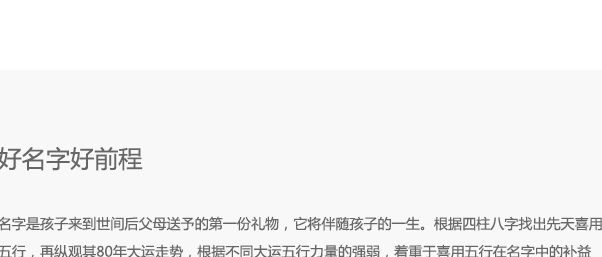 好名字好前程
名字是孩子来到世间后父母送予的第一份礼物，它将伴随孩子的一生。根据四柱八字找出先天喜用
五行，再纵观其80年大运走势，根据不同大运五行力量的强弱，着重于喜用五行在名字中的补益